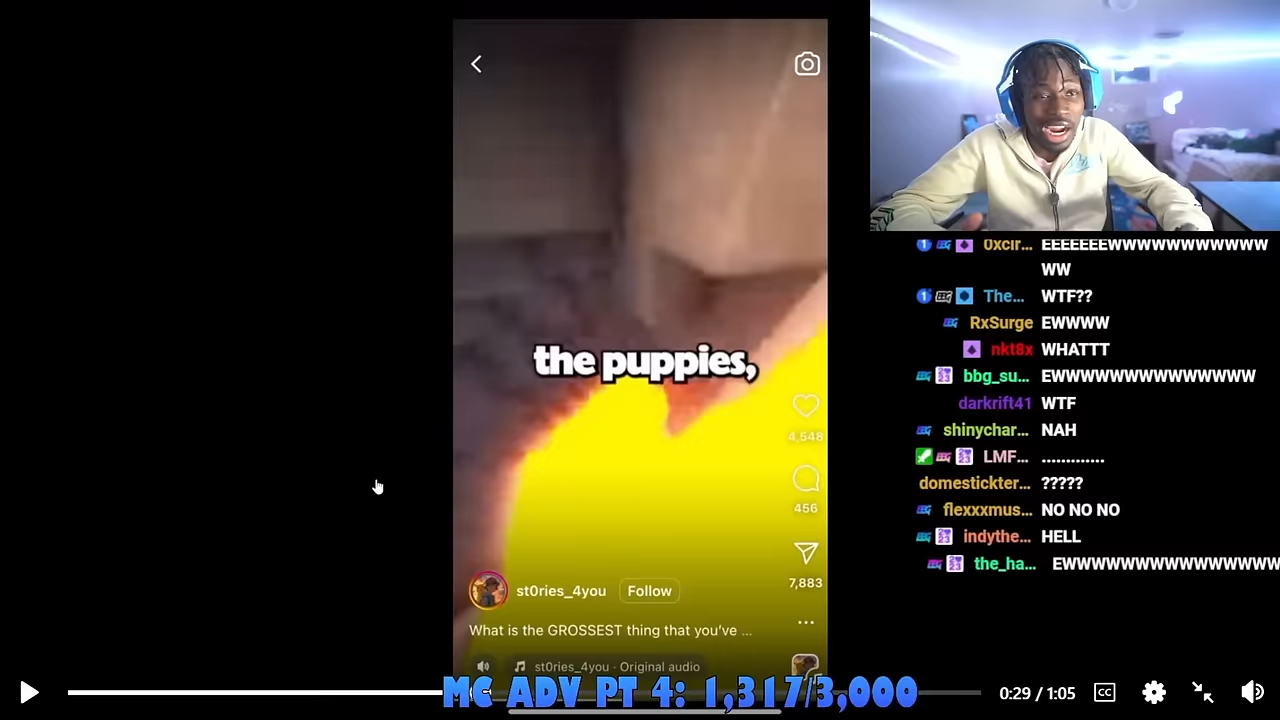 the puppies,
4,548
456
7,883
st0ries_4you Follow
What is the GROSSEST thing that you've ...
st0ries_4you · Original audio
0xcir... EEEEEEEWWWWWWWWWWWW
WW
The... WTF??
RxSurge EWWWW
nkt8x WHATTT
bbg_su... EWWWWWWWWWWWWWW
darkrift41 WTF
shinychar... NAH
LMF... .............
domestickter... ?????
flexxxmus... NO NO NO
indythe... HELL
the_ha... EWWWWWWWWWWWWWWW
MC ADV PT 4: 1,317/3,000
0:29 / 1:05
CC